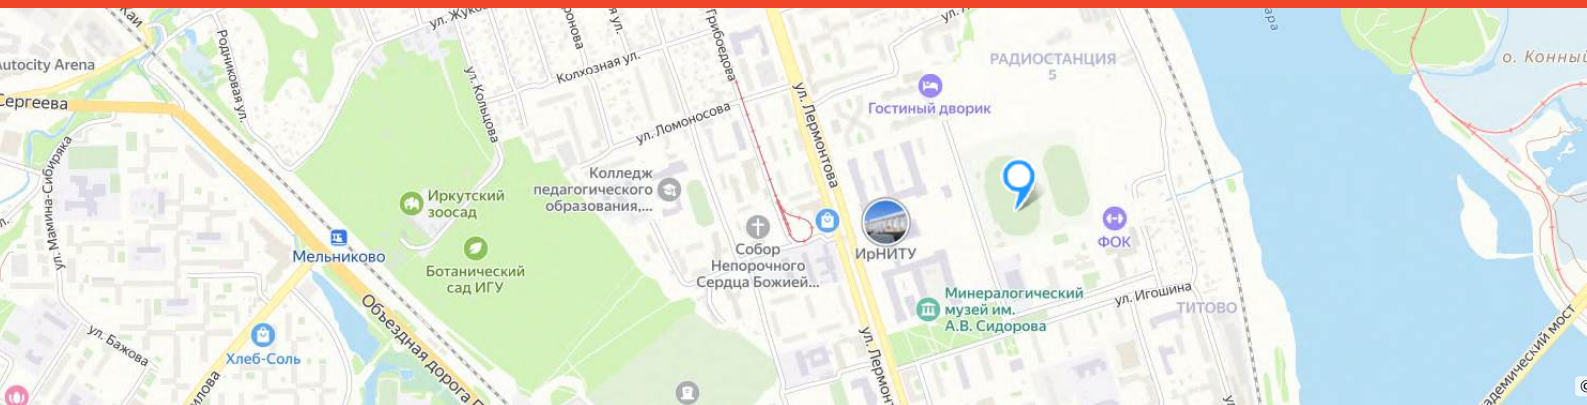 ул. Жуко
Грибоедова
ул. Л
Autocity Arena
Родниковая ул.
Колхозная ул.
РАДИОСТАНЦИЯ
5
о. Конный
Сергеева
ул. Кольцова
ул. Ломоносова
ул. Лермонтова
Гостиный дворик
ул. Мамина-Сибиряка
Колледж
педагогического
образования,...
Иркутский
зоосад
Мельниково
Ботанический
сад ИГУ
Собор
Непорочного
Сердца Божией...
ИрНИТУ
ФОК
Минералогический
музей им.
А.В. Сидорова
ул. Игошина
ТИТОВО
Объездная дорога
ул. Бажова
Хлеб-Соль
ул. Лермонт
адемический мост